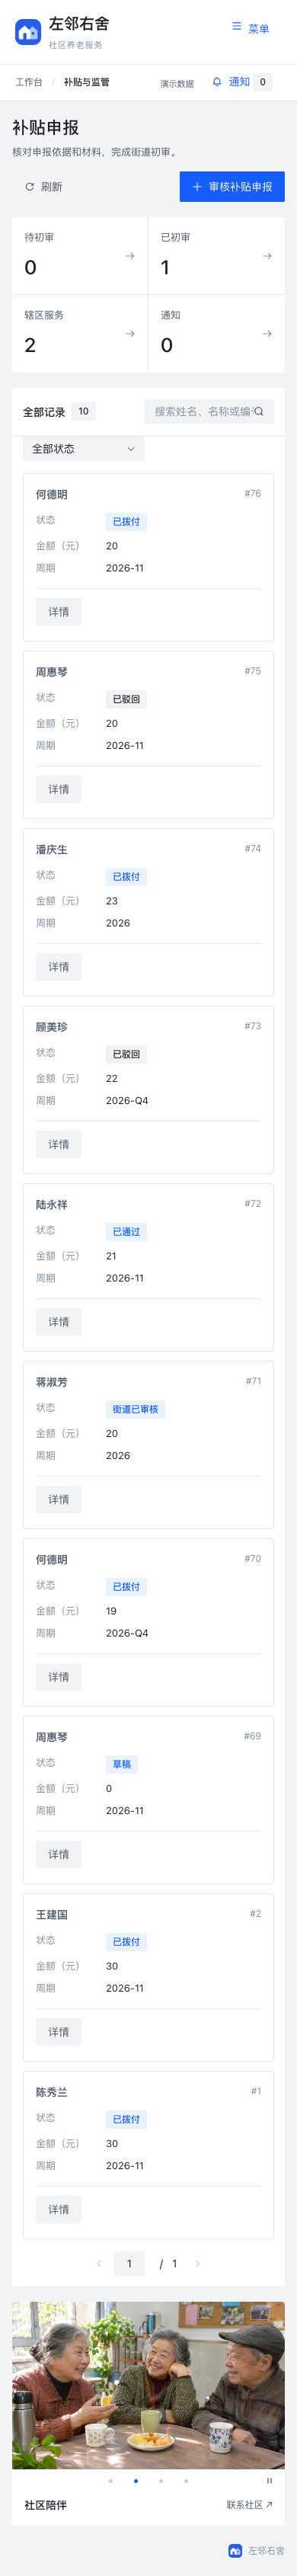 左邻右舍
社区养老服务
菜单
工作台 / 补贴与监管
演示数据
通知 0
补贴申报
核对申报依据和材料，完成街道初审。
刷新
审核补贴申报
待初审
0
已初审
1
辖区服务
2
通知
0
全部记录 10
搜索姓名、名称或编号
全部状态
何德明 #76
状态 已拨付
金额（元） 20
周期 2026-11
详情
周惠琴 #75
状态 已驳回
金额（元） 20
周期 2026-11
详情
潘庆生 #74
状态 已拨付
金额（元） 23
周期 2026
详情
顾美珍 #73
状态 已驳回
金额（元） 22
周期 2026-Q4
详情
陆永祥 #72
状态 已通过
金额（元） 21
周期 2026-11
详情
蒋淑芳 #71
状态 街道已审核
金额（元） 20
周期 2026
详情
何德明 #70
状态 已拨付
金额（元） 19
周期 2026-Q4
详情
周惠琴 #69
状态 草稿
金额（元） 0
周期 2026-11
详情
王建国 #2
状态 已拨付
金额（元） 30
周期 2026-11
详情
陈秀兰 #1
状态 已拨付
金额（元） 30
周期 2026-11
详情
1 / 1
社区陪伴
联系社区
左邻右舍